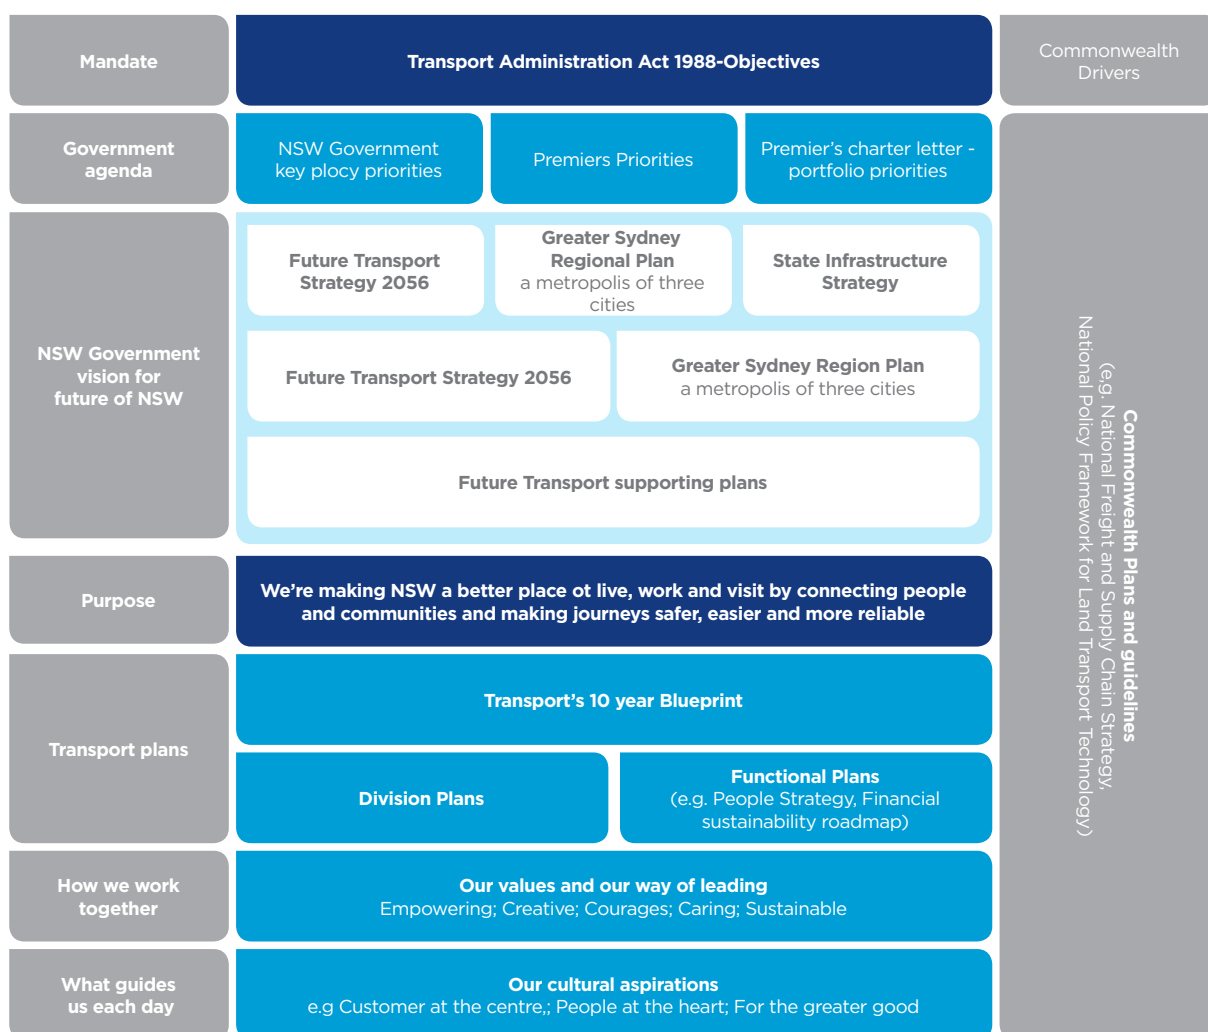 Mandate
Transport Administration Act 1988-Objectives
Commonwealth
Drivers
Government
agenda
NSW Government
key plocy priorities
Premiers Priorities
Premier’s charter letter -
portfolio priorities
NSW Government
vision for
future of NSW
Future Transport
Strategy 2056
Greater Sydney
Regional Plan
a metropolis of three
cities
State Infrastructure
Strategy
Future Transport Strategy 2056
Greater Sydney Region Plan
a metropolis of three cities
Future Transport supporting plans
Purpose
We’re making NSW a better place ot live, work and visit by connecting people
and communities and making journeys safer, easier and more reliable
Transport plans
Transport’s 10 year Blueprint
Division Plans
Functional Plans
(e.g. People Strategy, Financial
sustainability roadmap)
How we work
together
Our values and our way of leading
Empowering; Creative; Courages; Caring; Sustainable
What guides
us each day
Our cultural aspirations
e.g Customer at the centre,; People at the heart; For the greater good
Commonwealth Plans and guidelines
(e,g. National Freight and Supply Chain Strategy,
National Policy Framework for Land Transport Technology)